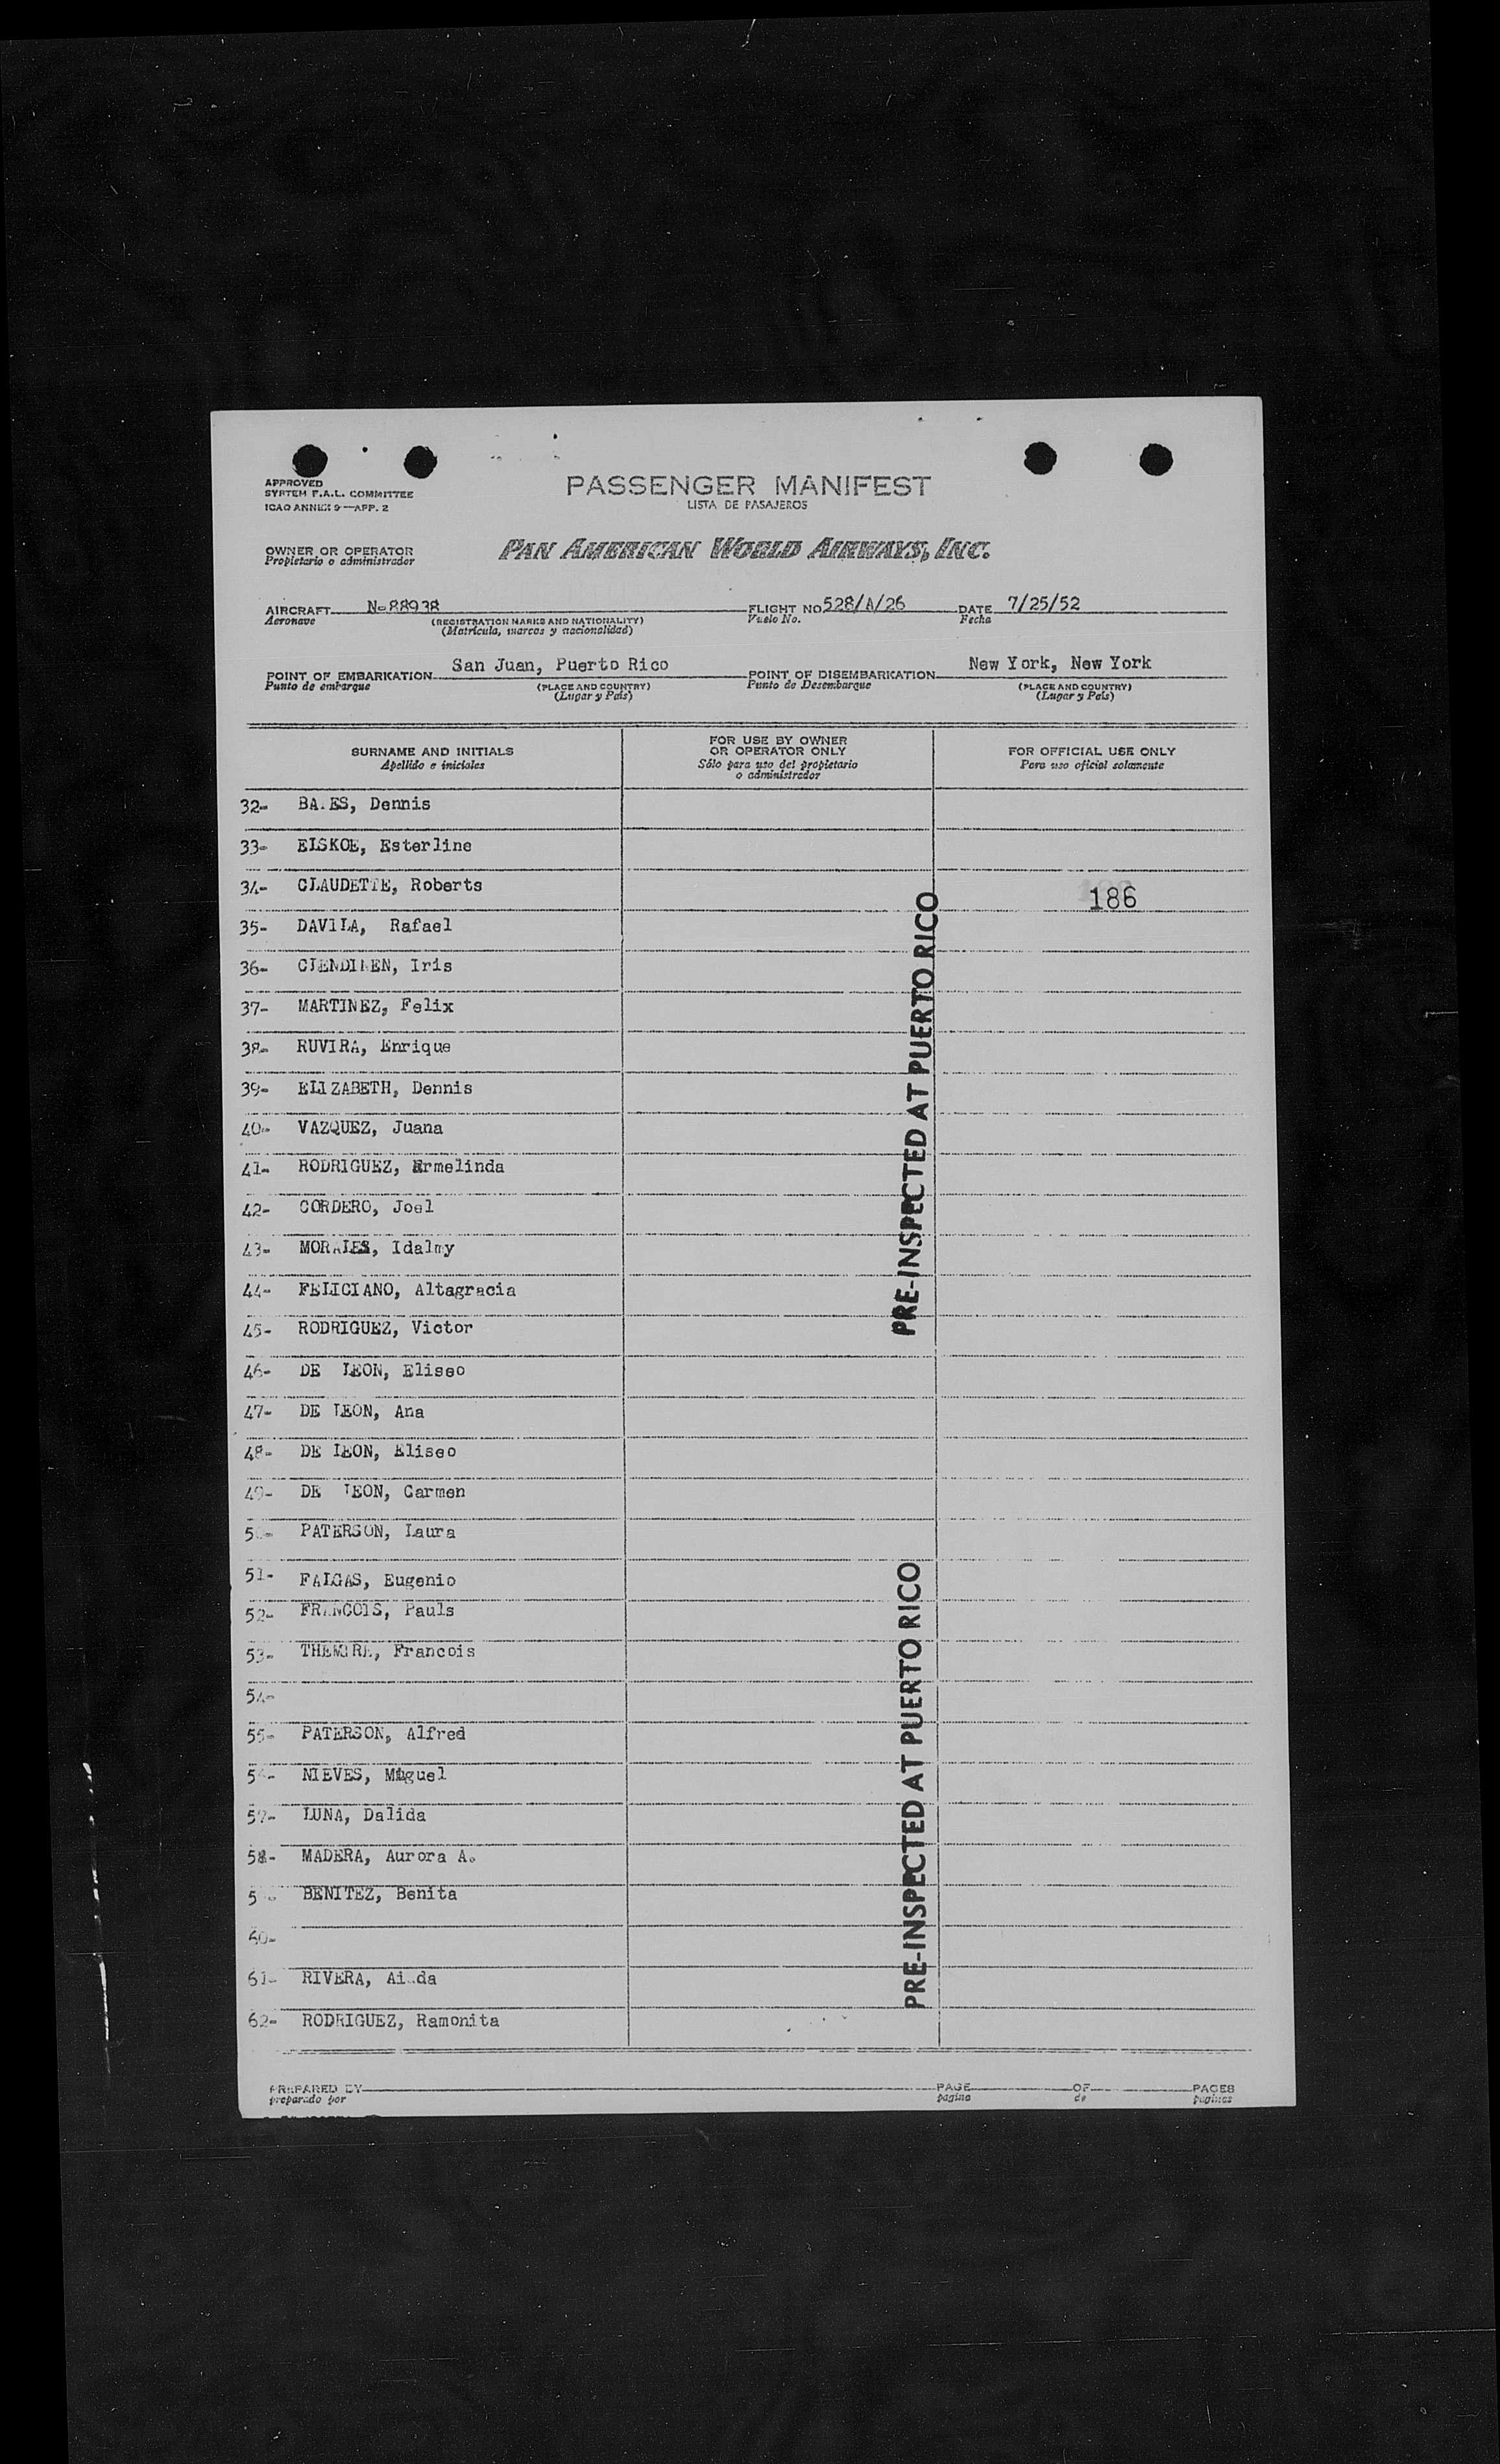 APPROVED
SYSTEM F.A.L. COMMITTEE
ICAO ANNEX 9—APP. 2
PASSENGER MANIFEST
LISTA DE PASAJEROS
OWNER OR OPERATOR
Propietario o administrador
PAN AMERICAN WORLD AIRWAYS, INC.
AIRCRAFT N-88938 FLIGHT NO 528/A/26 DATE 7/25/52
Aeronave (REGISTRATION MARKS AND NATIONALITY) Vuelo No. Fecha
(Matricula, marcas y nacionalidad)
POINT OF EMBARKATION San Juan, Puerto Rico POINT OF DISEMBARKATION New York, New York
Punto de embarque (PLACE AND COUNTRY) Punto de Desembarque (PLACE AND COUNTRY)
(Lugar y País) (Lugar y País)
SURNAME AND INITIALS
Apellido e iniciales
FOR USE BY OWNER
OR OPERATOR ONLY
Sólo para uso del propietario
o administrador
FOR OFFICIAL USE ONLY
Para uso oficial solamente
32- Dennis
33- EISKOE, Esterline
34- CLAUDETTE, Roberts
186
35- DAVILA, Rafael
36- Iris
37- MARTINEZ, Felix
38- RUVIRA, Enrique
39- ELIZABETH, Dennis
40- VAZQUEZ, Juana
41- RODRIGUEZ, Ermelinda
42- CORDERO, Joel
43- MORALES, Idalmy
44- FELICIANO, Altagracia
45- RODRIGUEZ, Victor
46- DE LEON, Eliseo
47- DE LEON, Ana
48- DE LEON, Eliseo
49- DE LEON, Carmen
50- PATERSON, Laura
51- FALGAS, Eugenio
52- FRANCOIS, Pauls
53- Francois
54-
55- PATERSON, Alfred
56- NIEVES, Miguel
57- LUNA, Dalida
58- MADERA, Aurora A.
59- BENITEZ, Benita
60-
61- RIVERA, Aida
62- RODRIGUEZ, Ramonita
PRE-INSPECTED AT PUERTO RICO
PRE-INSPECTED AT PUERTO RICO
PREPARED BY PAGE OF PAGES
preparado por pagina de paginas